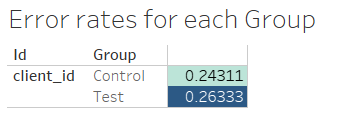 Error rates for each Group
Id Group
client_id Control 0.24311
Test 0.26333